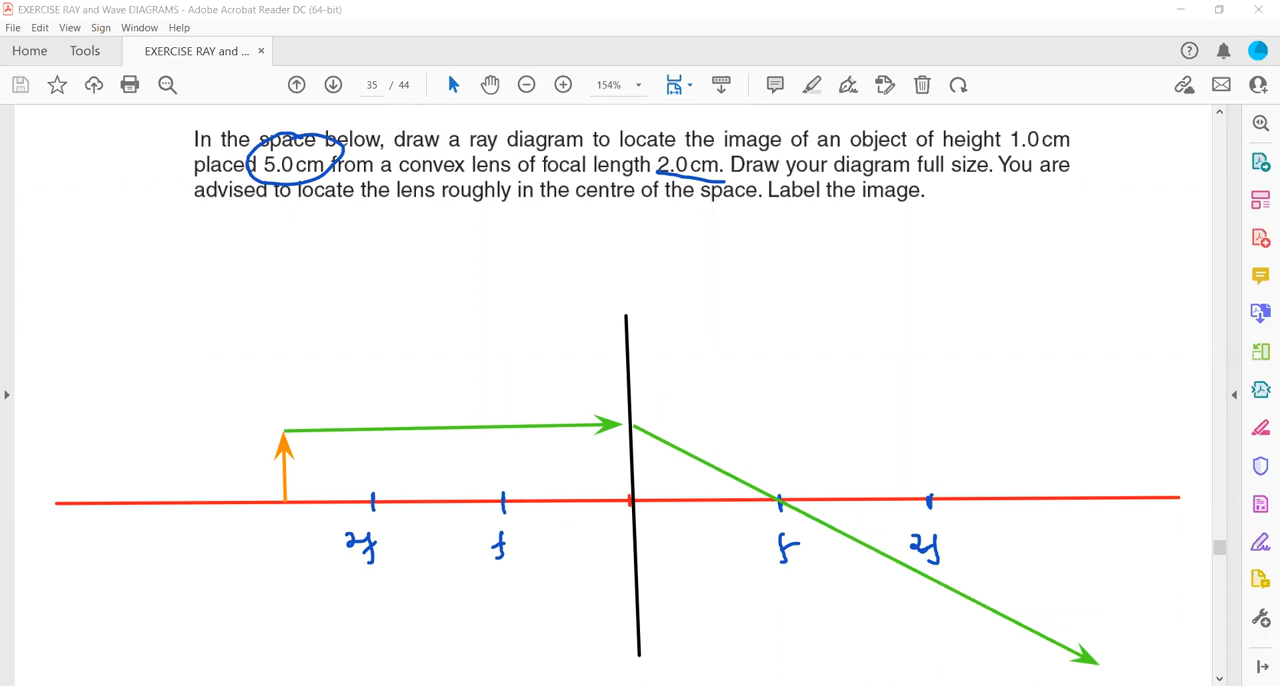 EXERCISE RAY and Wave DIAGRAMS - Adobe Acrobat Reader DC (64-bit)
File Edit View Sign Window Help
Home Tools EXERCISE RAY and ... ×
35 / 44 154%
In the space below, draw a ray diagram to locate the image of an object of height 1.0 cm
placed 5.0 cm from a convex lens of focal length 2.0 cm. Draw your diagram full size. You are
advised to locate the lens roughly in the centre of the space. Label the image.
2f f f 2f